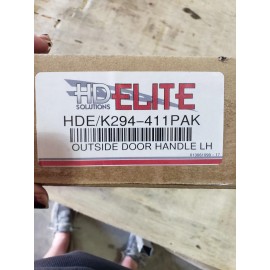 HD ELITE
SOLUTIONS
HDE/K294-411PAK
OUTSIDE DOOR HANDLE LH